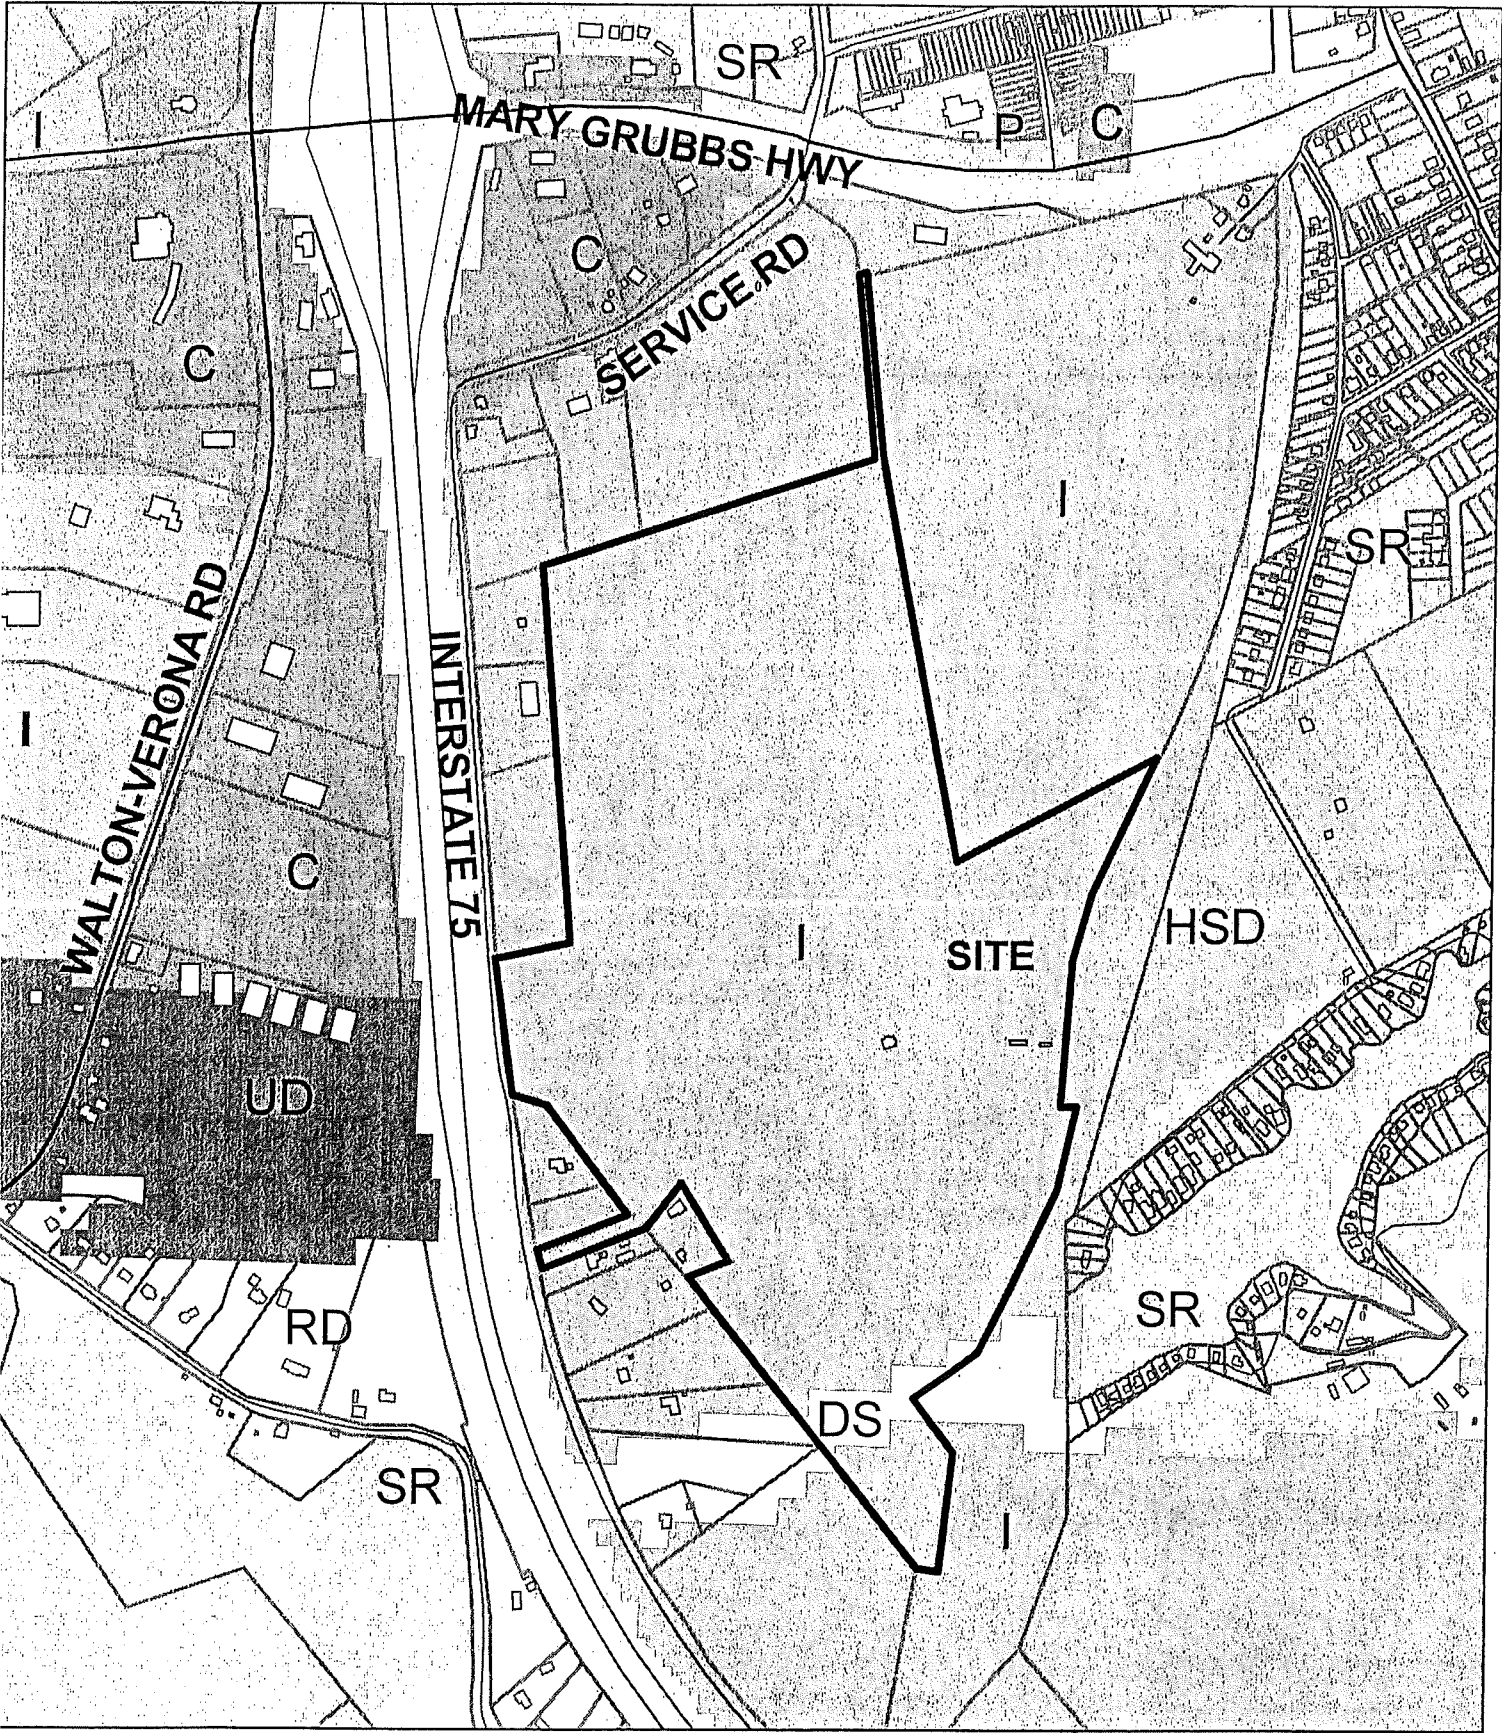 SR
I
MARY GRUBBS HWY
P
C
C
SERVICE RD
C
I
SR
WALTON-VERONA RD
INTERSTATE 75
I
C
I
SITE
HSD
UD
RD
SR
DS
SR
I